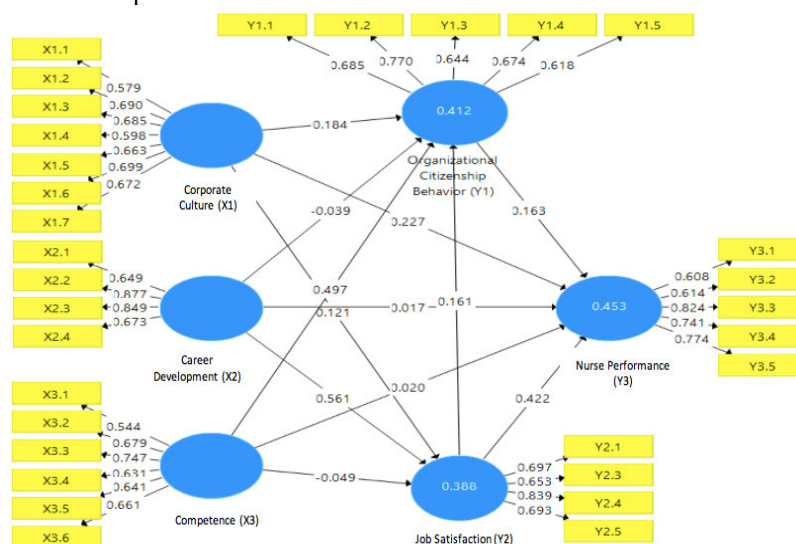 Y1.1
Y1.2
Y1.3
Y1.4
Y1.5
0.685
0.770
0.644
0.674
0.618
X1.1
X1.2
X1.3
X1.4
X1.5
X1.6
X1.7
0.579
0.690
0.685
0.598
0.663
0.699
0.672
Corporate
Culture (X1)
0.184
0.412
Organizational
Citizenship
Behavior (Y1)
-0.039
0.227
0.163
X2.1
X2.2
X2.3
X2.4
0.649
0.877
0.849
0.673
Career
Development (X2)
0.497
0.121
0.017
0.161
0.561
0.020
0.422
0.453
Nurse Performance
(Y3)
0.608
0.614
0.824
0.741
0.774
Y3.1
Y3.2
Y3.3
Y3.4
Y3.5
X3.1
X3.2
X3.3
X3.4
X3.5
X3.6
0.544
0.679
0.747
0.631
0.641
0.661
Competence (X3)
-0.049
0.388
Job Satisfaction (Y2)
0.697
0.653
0.839
0.693
Y2.1
Y2.3
Y2.4
Y2.5